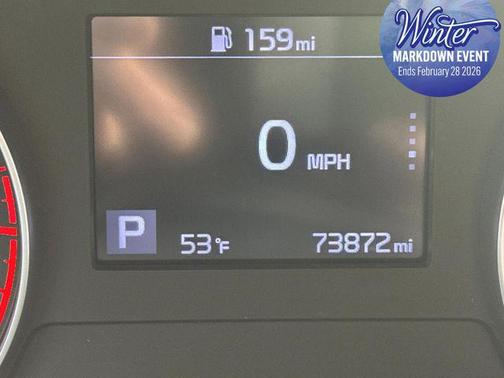 159mi
Winter
MARKDOWN EVENT
Ends February 28 2026
0 MPH
P 53°F 73872mi